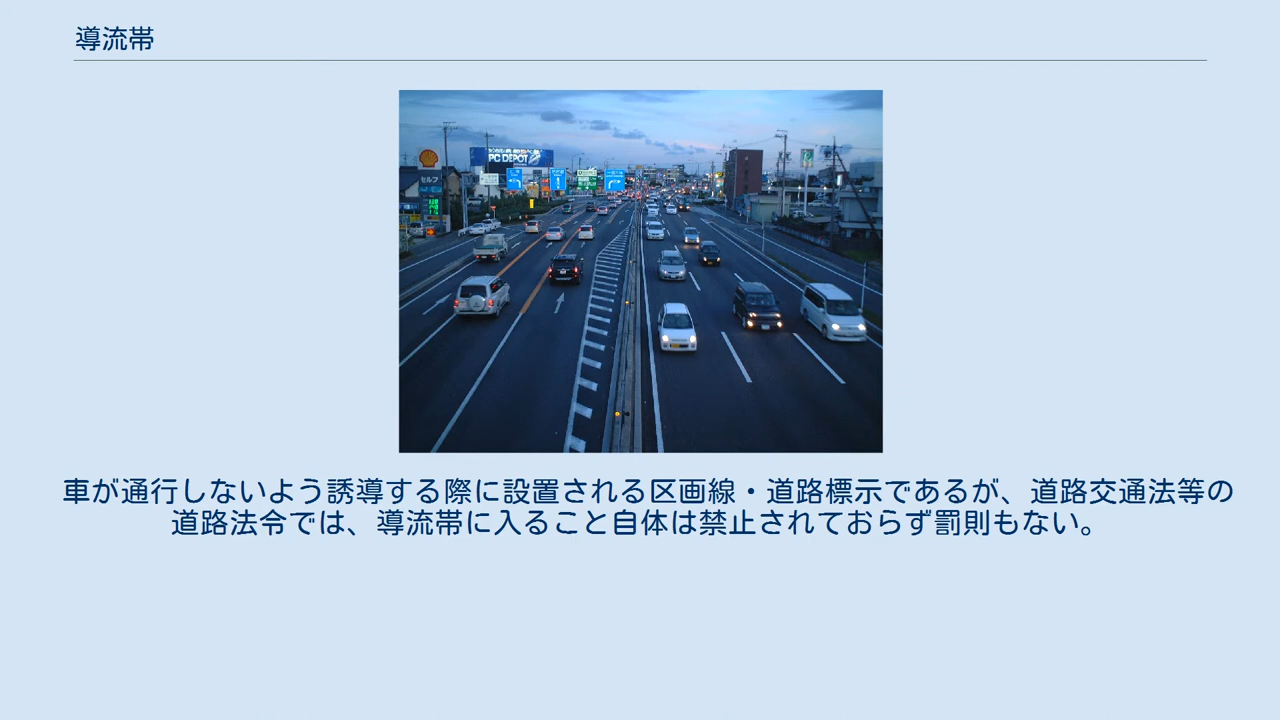 導流帯
PC DEPOT
セルフ
車が通行しないよう誘導する際に設置される区画線・道路標示であるが、道路交通法等の
道路法令では、導流帯に入ること自体は禁止されておらず罰則もない。